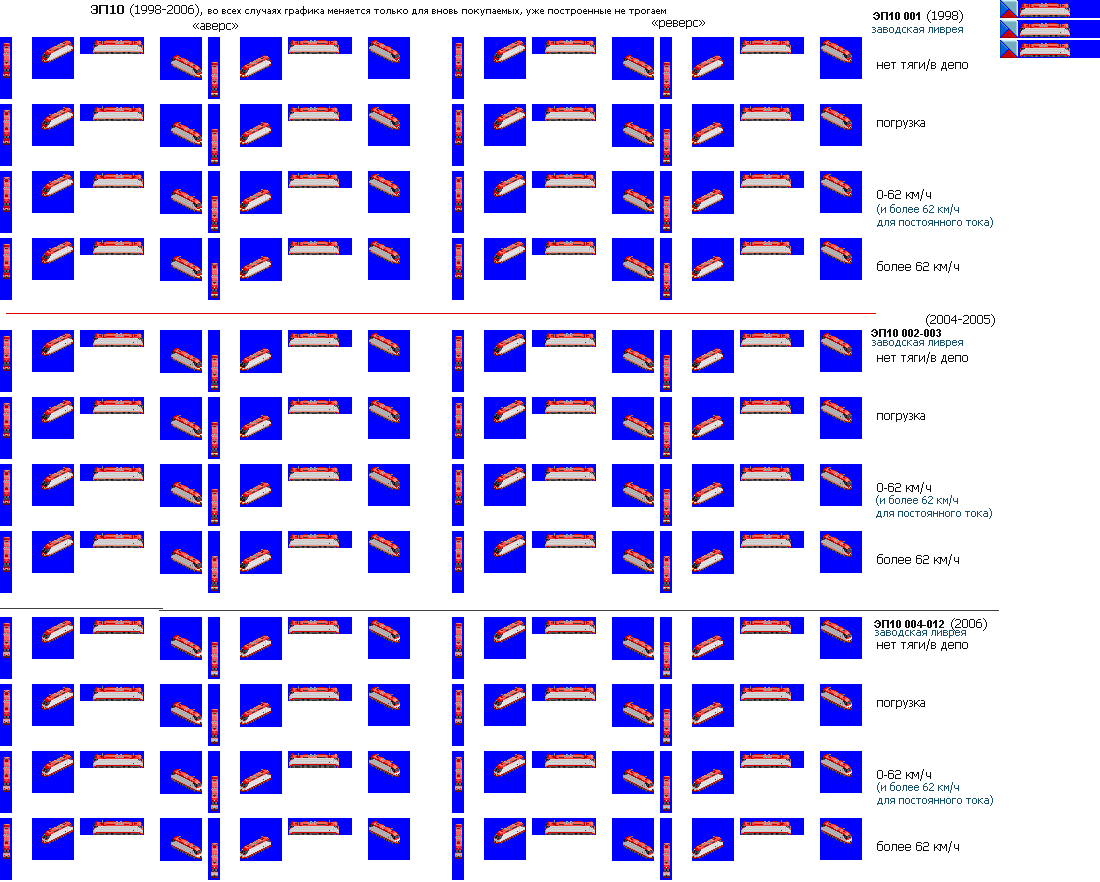 ЭП10 (1998-2006), во всех случаях графика меняется только для вновь покупаемых, уже построенные не трогаем
«аверс»
«реверс»
ЭП10 001 (1998)
заводская ливрея
нет тяги/в депо
погрузка
0-62 км/ч
(и более 62 км/ч
для постоянного тока)
более 62 км/ч
(2004-2005)
ЭП10 002-003
заводская ливрея
нет тяги/в депо
погрузка
0-62 км/ч
(и более 62 км/ч
для постоянного тока)
более 62 км/ч
ЭП10 004-012 (2006)
заводская ливрея
нет тяги/в депо
погрузка
0-62 км/ч
(и более 62 км/ч
для постоянного тока)
более 62 км/ч